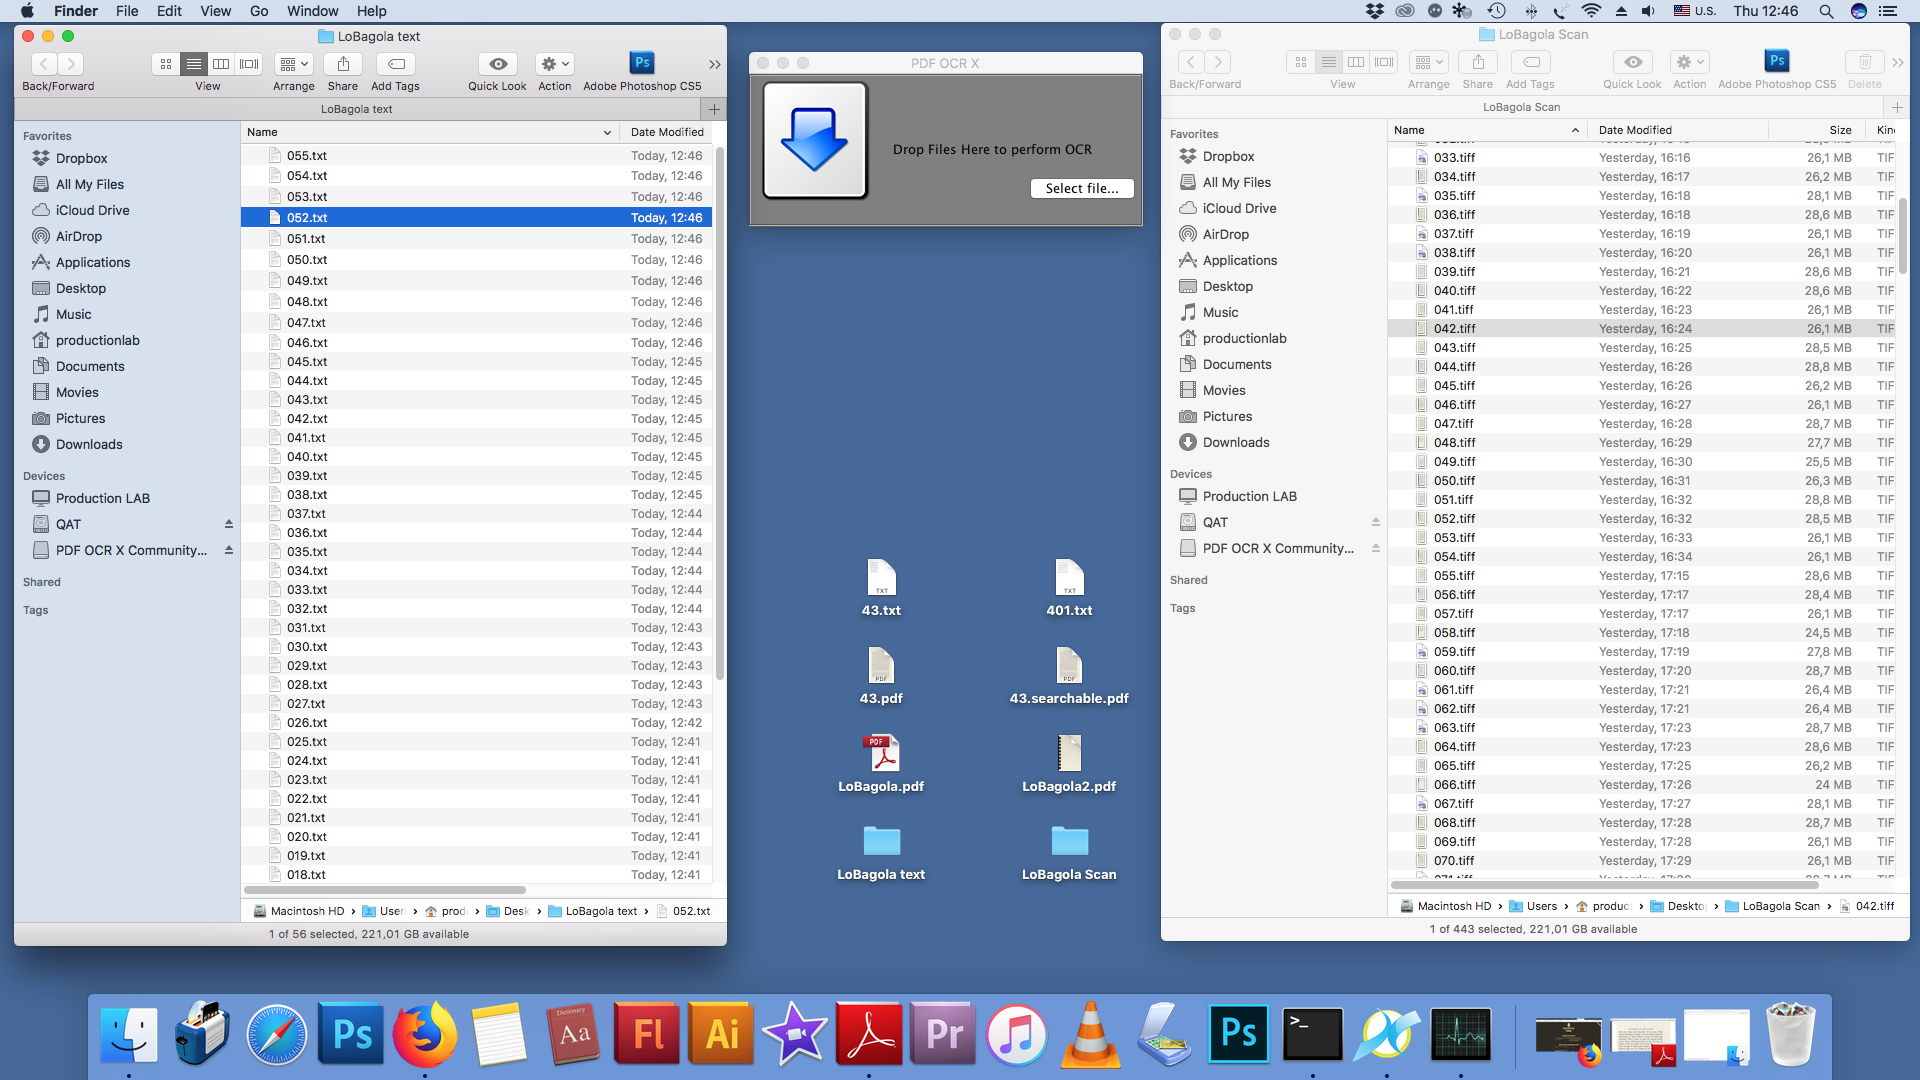 Finder File Edit View Go Window Help
U.S. Thu 12:46
LoBagola text
Back/Forward View Arrange Share Add Tags Quick Look Action Adobe Photoshop CS5
LoBagola text
Favorites
Dropbox
All My Files
iCloud Drive
AirDrop
Applications
Desktop
Music
productionlab
Documents
Movies
Pictures
Downloads
Devices
Production LAB
QAT
PDF OCR X Community...
Shared
Tags
Name Date Modified
055.txt Today, 12:46
054.txt Today, 12:46
053.txt Today, 12:46
052.txt Today, 12:46
051.txt Today, 12:46
050.txt Today, 12:46
049.txt Today, 12:46
048.txt Today, 12:46
047.txt Today, 12:46
046.txt Today, 12:46
045.txt Today, 12:45
044.txt Today, 12:45
043.txt Today, 12:45
042.txt Today, 12:45
041.txt Today, 12:45
040.txt Today, 12:45
039.txt Today, 12:45
038.txt Today, 12:45
037.txt Today, 12:44
036.txt Today, 12:44
035.txt Today, 12:44
034.txt Today, 12:44
033.txt Today, 12:44
032.txt Today, 12:44
031.txt Today, 12:43
030.txt Today, 12:43
029.txt Today, 12:43
028.txt Today, 12:43
027.txt Today, 12:43
026.txt Today, 12:42
025.txt Today, 12:41
024.txt Today, 12:41
023.txt Today, 12:41
022.txt Today, 12:41
021.txt Today, 12:41
020.txt Today, 12:41
019.txt Today, 12:41
018.txt Today, 12:41
Macintosh HD › User › prod › Desk › LoBagola text › 052.txt
1 of 56 selected, 221,01 GB available
PDF OCR X
Drop Files Here to perform OCR
Select file...
TXT
43.txt
TXT
401.txt
PDF
43.pdf
PDF
43.searchable.pdf
PDF
LoBagola.pdf
LoBagola2.pdf
LoBagola text
LoBagola Scan
LoBagola Scan
Back/Forward View Arrange Share Add Tags Quick Look Action Adobe Photoshop CS5 Delete
LoBagola Scan
Favorites
Dropbox
All My Files
iCloud Drive
AirDrop
Applications
Desktop
Music
productionlab
Documents
Movies
Pictures
Downloads
Devices
Production LAB
QAT
PDF OCR X Community...
Shared
Tags
Name Date Modified Size Kin
033.tiff Yesterday, 16:16 26,1 MB TIF
034.tiff Yesterday, 16:17 26,2 MB TIF
035.tiff Yesterday, 16:18 28,1 MB TIF
036.tiff Yesterday, 16:18 28,6 MB TIF
037.tiff Yesterday, 16:19 26,1 MB TIF
038.tiff Yesterday, 16:20 26,1 MB TIF
039.tiff Yesterday, 16:21 28,6 MB TIF
040.tiff Yesterday, 16:22 28,6 MB TIF
041.tiff Yesterday, 16:23 26,1 MB TIF
042.tiff Yesterday, 16:24 26,1 MB TIF
043.tiff Yesterday, 16:25 28,5 MB TIF
044.tiff Yesterday, 16:26 28,8 MB TIF
045.tiff Yesterday, 16:26 26,2 MB TIF
046.tiff Yesterday, 16:27 26,1 MB TIF
047.tiff Yesterday, 16:28 28,7 MB TIF
048.tiff Yesterday, 16:29 27,7 MB TIF
049.tiff Yesterday, 16:30 25,5 MB TIF
050.tiff Yesterday, 16:31 26,3 MB TIF
051.tiff Yesterday, 16:32 28,8 MB TIF
052.tiff Yesterday, 16:32 28,5 MB TIF
053.tiff Yesterday, 16:33 26,1 MB TIF
054.tiff Yesterday, 16:34 26,1 MB TIF
055.tiff Yesterday, 17:15 28,6 MB TIF
056.tiff Yesterday, 17:17 28,4 MB TIF
057.tiff Yesterday, 17:17 26,1 MB TIF
058.tiff Yesterday, 17:18 24,5 MB TIF
059.tiff Yesterday, 17:19 27,8 MB TIF
060.tiff Yesterday, 17:20 28,7 MB TIF
061.tiff Yesterday, 17:21 26,4 MB TIF
062.tiff Yesterday, 17:21 26,4 MB TIF
063.tiff Yesterday, 17:23 28,7 MB TIF
064.tiff Yesterday, 17:23 28,6 MB TIF
065.tiff Yesterday, 17:25 26,2 MB TIF
066.tiff Yesterday, 17:26 24 MB TIF
067.tiff Yesterday, 17:27 28,1 MB TIF
068.tiff Yesterday, 17:28 28,7 MB TIF
069.tiff Yesterday, 17:28 26,1 MB TIF
070.tiff Yesterday, 17:29 26,1 MB TIF
Macintosh HD › Users › produc › Deskto › LoBagola Scan › 042.tiff
1 of 443 selected, 221,01 GB available
Ps Dictionary Aa Fl Ai Pr Ps >_